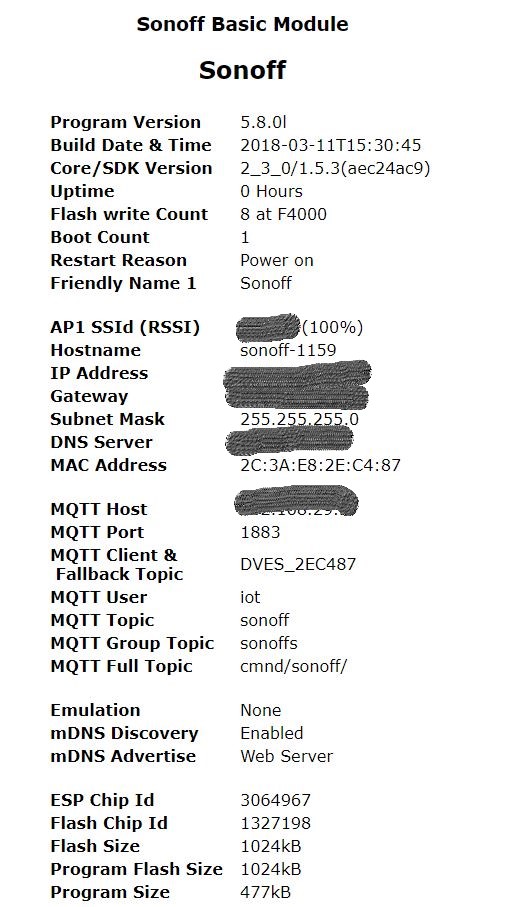 Sonoff Basic Module
Sonoff
Program Version 5.8.0l
Build Date & Time 2018-03-11T15:30:45
Core/SDK Version 2_3_0/1.5.3(aec24ac9)
Uptime 0 Hours
Flash write Count 8 at F4000
Boot Count 1
Restart Reason Power on
Friendly Name 1 Sonoff
AP1 SSId (RSSI) (100%)
Hostname sonoff-1159
IP Address
Gateway
Subnet Mask 255.255.255.0
DNS Server
MAC Address 2C:3A:E8:2E:C4:87
MQTT Host
MQTT Port 1883
MQTT Client &
Fallback Topic DVES_2EC487
MQTT User iot
MQTT Topic sonoff
MQTT Group Topic sonoffs
MQTT Full Topic cmnd/sonoff/
Emulation None
mDNS Discovery Enabled
mDNS Advertise Web Server
ESP Chip Id 3064967
Flash Chip Id 1327198
Flash Size 1024kB
Program Flash Size 1024kB
Program Size 477kB